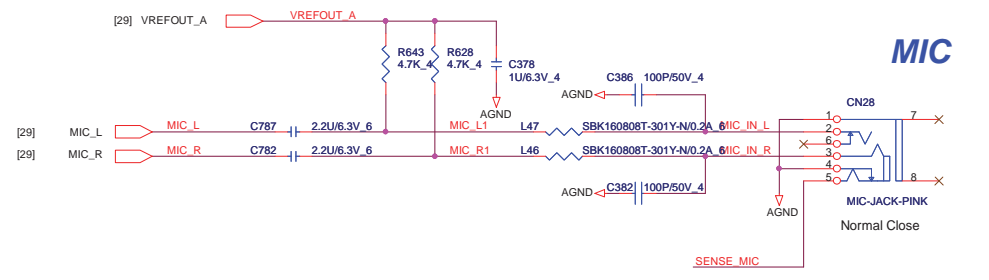 [29] VREFOUT_A VREFOUT_A
MIC
R643
4.7K_4
R628
4.7K_4
C378
1U/6.3V_4
AGND
C386 100P/50V_4
AGND
CN28
[29] MIC_L MIC_L C787 2.2U/6.3V_6 MIC_L1 L47 SBK160808T-301Y-N/0.2A_6 MIC_IN_L
[29] MIC_R MIC_R C782 2.2U/6.3V_6 MIC_R1 L46 SBK160808T-301Y-N/0.2A_6 MIC_IN_R
1 7
2
6
3
4
5 8
AGND C382 100P/50V_4
AGND
MIC-JACK-PINK
Normal Close
SENSE_MIC